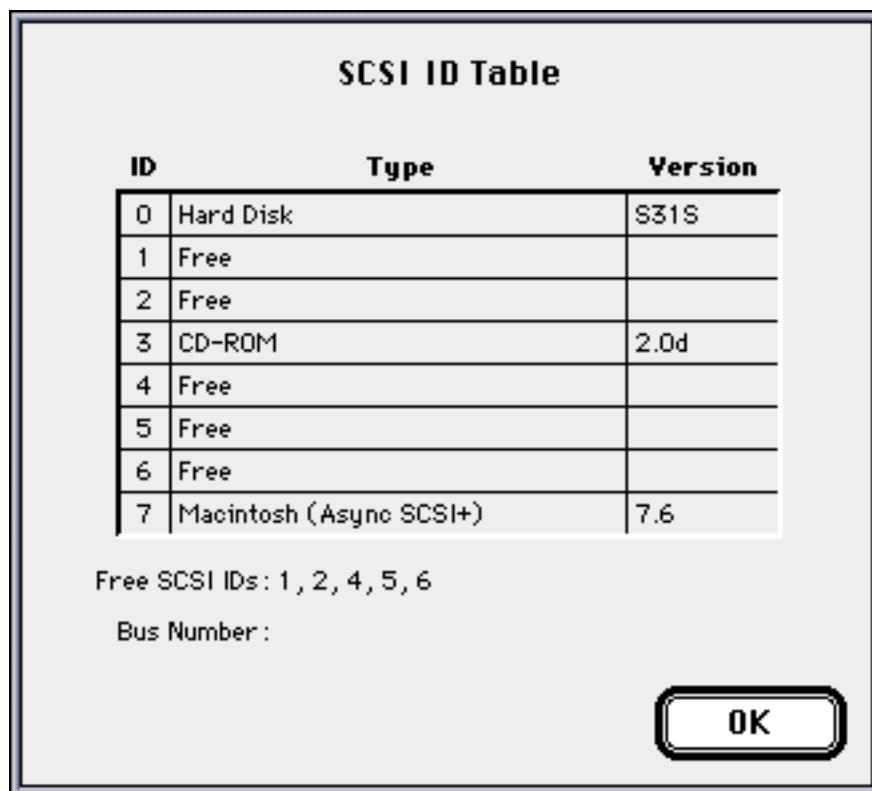 SCSI ID Table
ID Type Version
0 Hard Disk S31S
1 Free
2 Free
3 CD-ROM 2.0d
4 Free
5 Free
6 Free
7 Macintosh (Async SCSI+) 7.6
Free SCSI IDs: 1, 2, 4, 5, 6
Bus Number:
OK